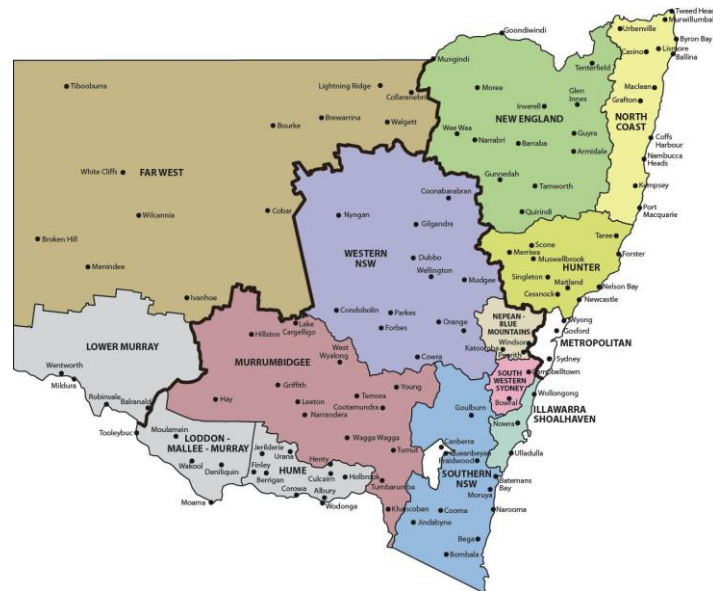 Tweed Head
Murwillumbal
Goondiwindi
Urbenville
Byron Bay
Casino
Lismore
Ballina
Mungindi
Tenterfield
Tibooburra
Lightning Ridge
Collarenebri
Moree
Glen
Innes
Maclean
Inverell
Grafton
NEW ENGLAND
NORTH
COAST
Brewarrina
Walgett
Bourke
Wee Waa
Narrabri
Barraba
Guyra
Armidale
Coffs
Harbour
Nambucca
Heads
White Cliffs
FAR WEST
Gunnedah
Tamworth
Kempsey
Coonabarabran
Port
Macquarie
Wilcannia
Cobar
Nyngan
Gilgandra
Quirindi
Taree
Broken Hill
Scone
Merriwa
Muswellbrook
Forster
WESTERN
NSW
Dubbo
Wellington
HUNTER
Menindee
Mudgee
Singleton
Maitland
Nelson Bay
Cessnock
Newcastle
Ivanhoe
Condobolin
Parkes
Forbes
Orange
NEPEAN -
BLUE
MOUNTAINS
Wyong
Gosford
Lake
Cargelligo
Hillston
LOWER MURRAY
West
Wyalong
Cowra
Katoomba
Windsor
Penrith
METROPOLITAN
Sydney
MURRUMBIDGEE
Wentworth
Mildura
Griffith
Young
SOUTH
WESTERN
SYDNEY
Campbelltown
Bowral
Wollongong
Robinvale
Balranald
Hay
Leeton
Temora
Cootamundra
Narrandera
Goulburn
ILLAWARRA
SHOALHAVEN
Nowra
Tooleybuc
Moulamein
LODDON -
MALLEE - MURRAY
Jerilderie
Urana
Wagga Wagga
Tumut
Canberra
Queanbeyan
Braidwood
Ulladulla
Wakool
Deniliquin
Finley
Berrigan
HUME
Henty
Culcairn
Holbrook
Tumbarumba
SOUTHERN
NSW
Batemans
Bay
Moruya
Moama
Corowa
Albury
Wodonga
Khancoban
Cooma
Narooma
Jindabyne
Bega
Bombala